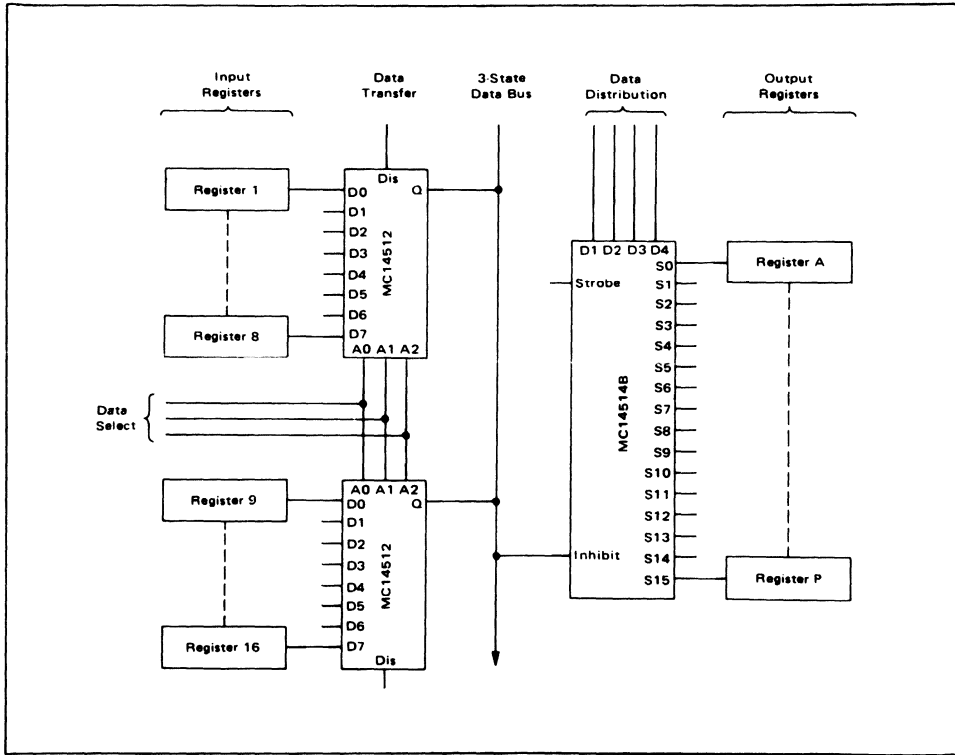 Input Registers
Data Transfer
3-State Data Bus
Data Distribution
Output Registers
Register 1
Register 8
Dis
Q
D0
D1
D2
D3
D4
D5
D6
D7
A0 A1 A2
MC14512
Data Select
Register 9
Register 16
A0 A1 A2
D0
Q
D1
D2
D3
D4
D5
D6
D7
Dis
MC14512
D1 D2 D3 D4
Strobe
Inhibit
MC14514B
S0
S1
S2
S3
S4
S5
S6
S7
S8
S9
S10
S11
S12
S13
S14
S15
Register A
Register P